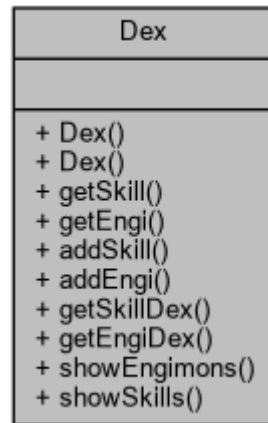 Dex
+ Dex()
+ Dex()
+ getSkill()
+ getEngi()
+ addSkill()
+ addEngi()
+ getSkillDex()
+ getEngiDex()
+ showEngimons()
+ showSkills()